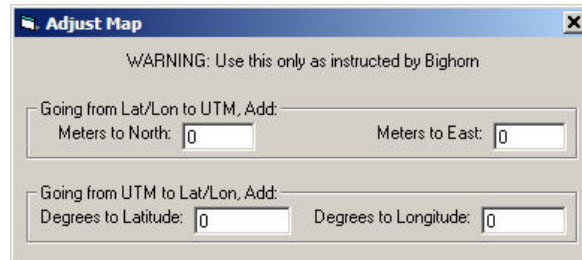 Adjust Map
WARNING: Use this only as instructed by Bighorn
Going from Lat/Lon to UTM, Add:
Meters to North: 0 Meters to East: 0
Going from UTM to Lat/Lon, Add:
Degrees to Latitude: 0 Degrees to Longitude: 0